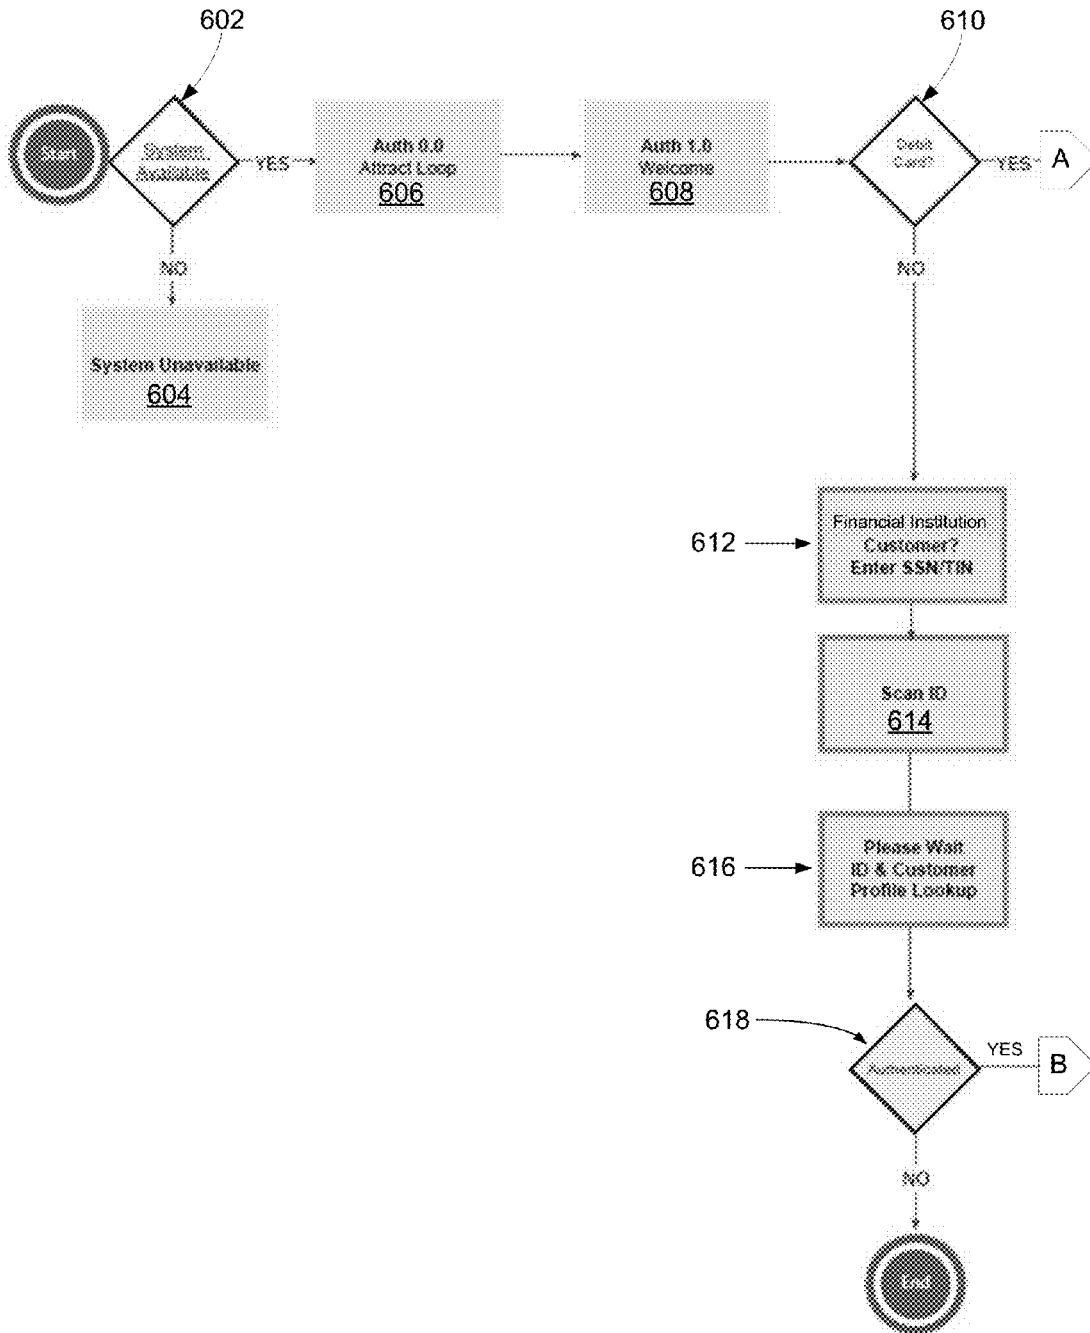 602
610
Start
System
Available
YES
Auth 0.0
Attract Loop
606
Auth 1.0
Welcome
608
Debit
Card?
YES
A
NO
NO
System Unavailable
604
612
Financial Institution
Customer?
Enter SSN/TIN
Scan ID
614
616
Please Wait
ID & Customer
Profile Lookup
618
Authenticated
YES
B
NO
End